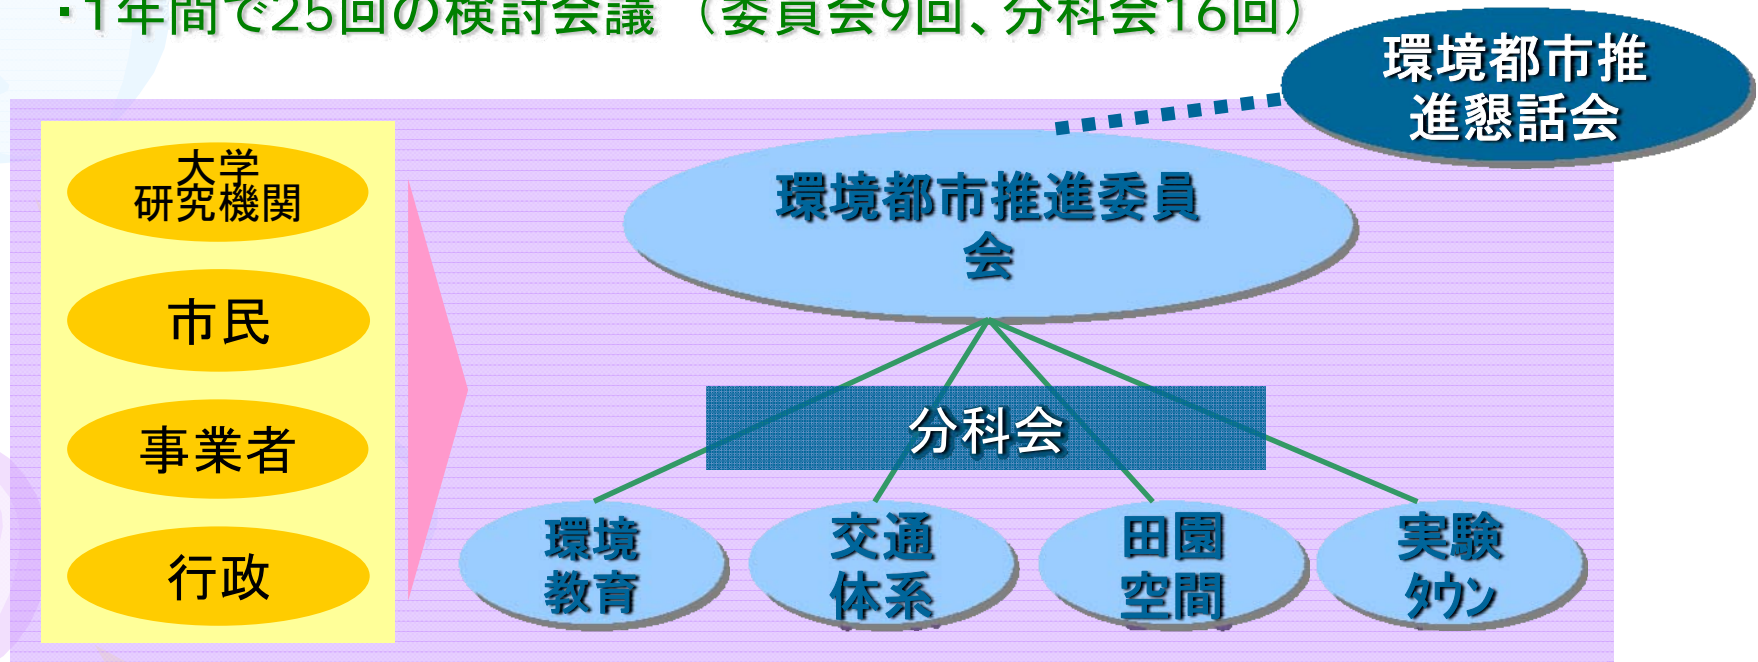 ・1年間で25回の検討会議 （委員会9回、分科会16回）
環境都市推
進懇話会
大学
研究機関
市民
事業者
行政
環境都市推進委員
会
分科会
環境
教育
交通
体系
田園
空間
実験
ﾀｳﾝ